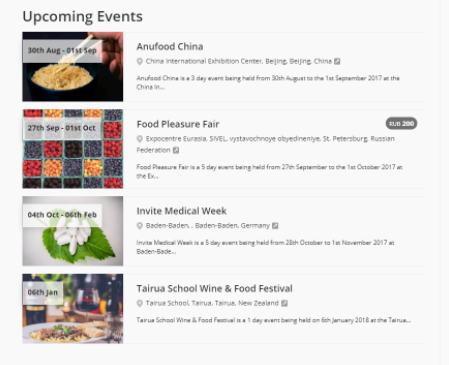 Upcoming Events
30th Aug - 01st Sep
Anufood China
China International Exhibition Center, Beijing, Beijing, China
Anufood China is a 3 day event being held from 30th August to the 1st September 2017 at the
China In...
27th Sep - 01st Oct
Food Pleasure Fair
RUB 200
Expocentre Eurasia, SIVEL, vystavochnoye obyedineniye, St. Petersburg, Russian
Federation
Food Pleasure Fair is a 5 day event being held from 27th September to the 1st October 2017 at
the Ex...
04th Oct - 06th Feb
Invite Medical Week
Baden-Baden, , Baden-Baden, Germany
Invite Medical Week is a 5 day event being held from 28th October to 1st November 2017 at
Baden-Bade...
06th Jan
Tairua School Wine & Food Festival
Tairua School, Tairua, Tairua, New Zealand
Tairua School Wine & Food Festival is a 1 day event being held on 6th January 2018 at the Tairua...